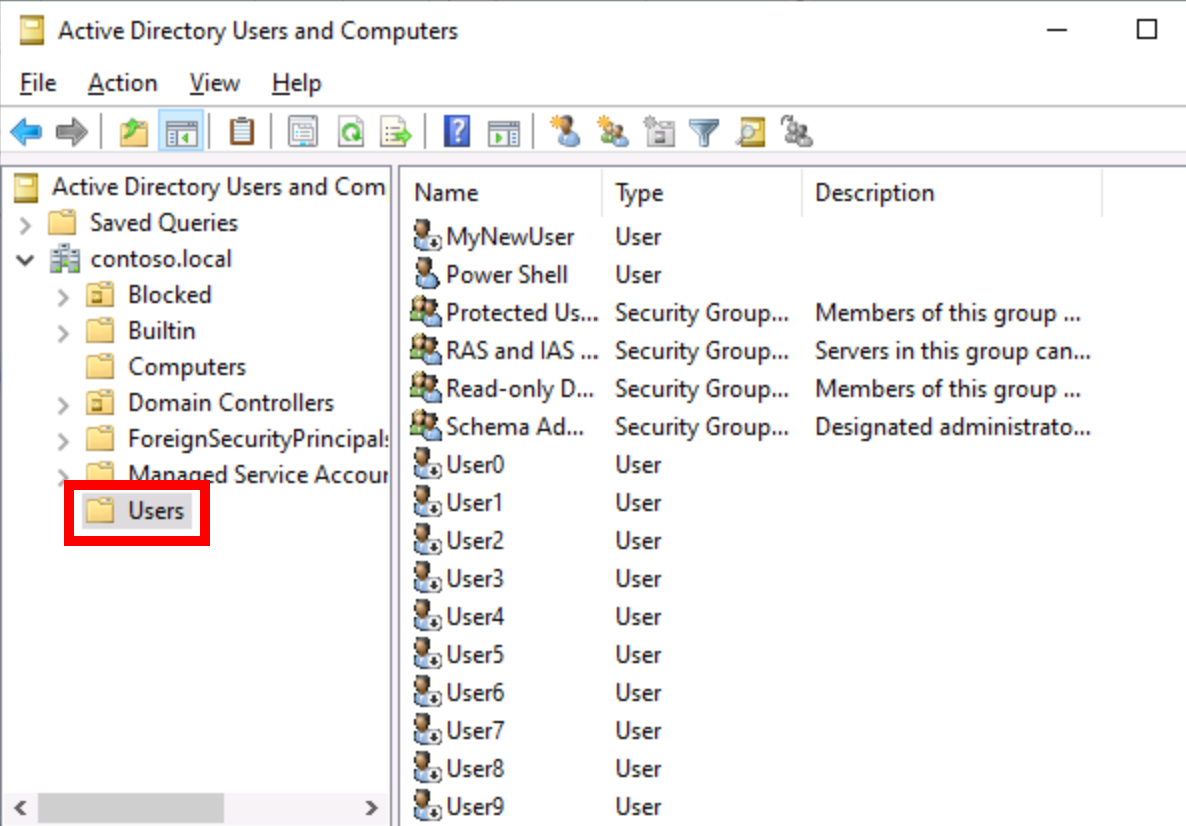 Active Directory Users and Computers
File Action View Help
Active Directory Users and Com
Saved Queries
contoso.local
Blocked
Builtin
Computers
Domain Controllers
ForeignSecurityPrincipals
Managed Service Accour
Users
Name Type Description
MyNewUser User
Power Shell User
Protected Us... Security Group... Members of this group ...
RAS and IAS ... Security Group... Servers in this group can...
Read-only D... Security Group... Members of this group ...
Schema Ad... Security Group... Designated administrato...
User0 User
User1 User
User2 User
User3 User
User4 User
User5 User
User6 User
User7 User
User8 User
User9 User